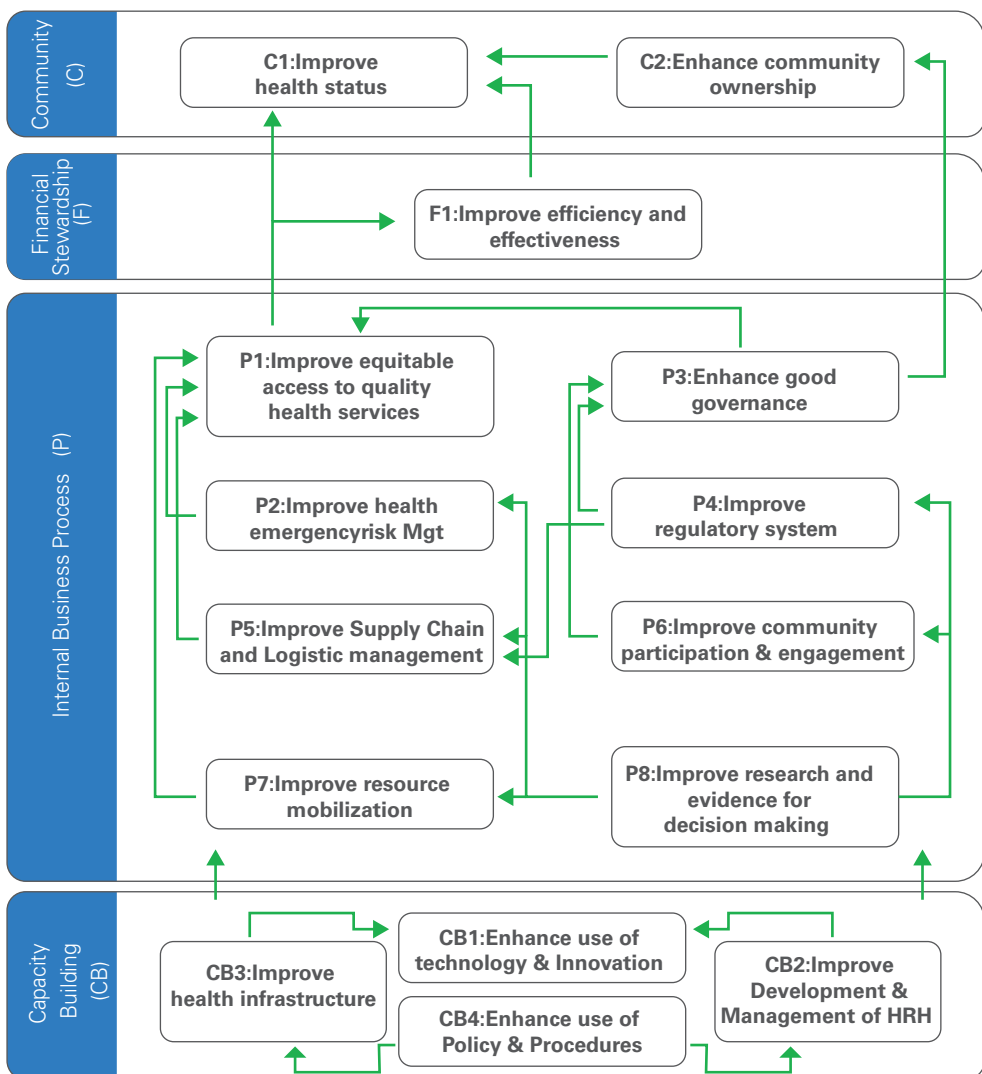 Community
(C)
C1:Improve
health status
C2:Enhance community
ownership
Financial
Stewardship
(F)
F1:Improve efficiency and
effectiveness
Internal Business Process (P)
P1:Improve equitable
access to quality
health services
P3:Enhance good
governance
P2:Improve health
emergencyrisk Mgt
P4:Improve
regulatory system
P5:Improve Supply Chain
and Logistic management
P6:Improve community
participation & engagement
P7:Improve resource
mobilization
P8:Improve research and
evidence for
decision making
Capacity
Building
(CB)
CB3:Improve
health infrastructure
CB1:Enhance use of
technology & Innovation
CB2:Improve
Development &
Management of HRH
CB4:Enhance use of
Policy & Procedures